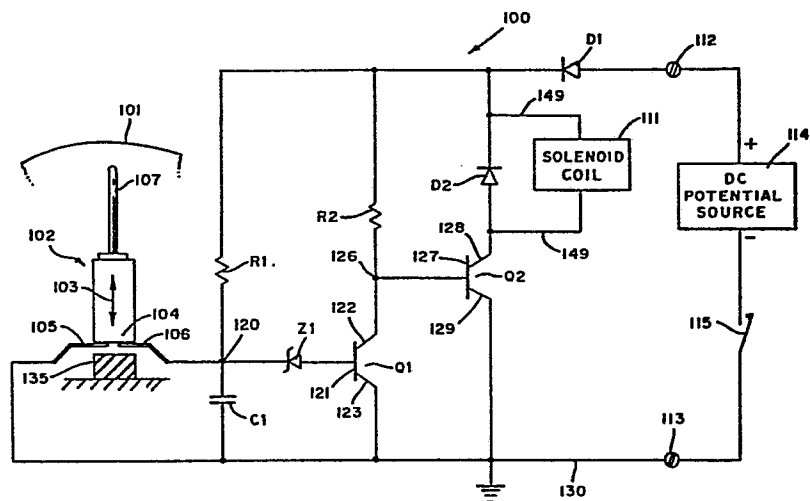 100
D1
112
101
149
111
114
+
107
SOLENOID
COIL
DC
POTENTIAL
SOURCE
-
D2
R2
102
128
149
103
R1.
126
127
Q2
104
105
106
120
Z1
122
129
115
135
Q1
121
123
C1
113
130